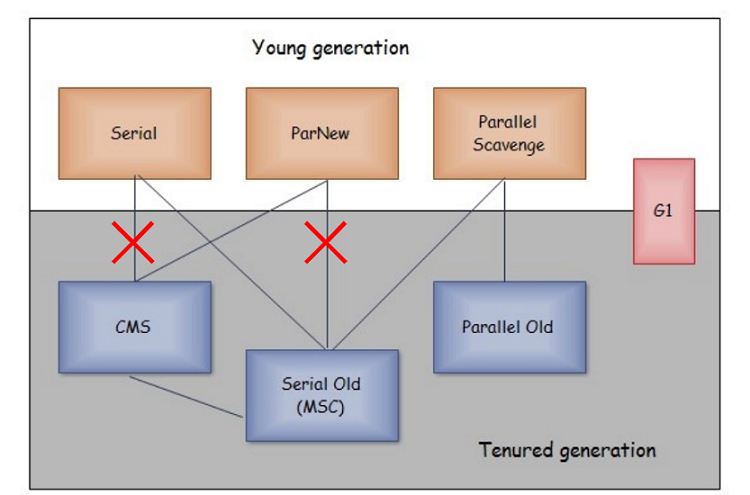 Young generation
Serial
ParNew
Parallel
Scavenge
G1
CMS
Parallel Old
Serial Old
(MSC)
Tenured generation